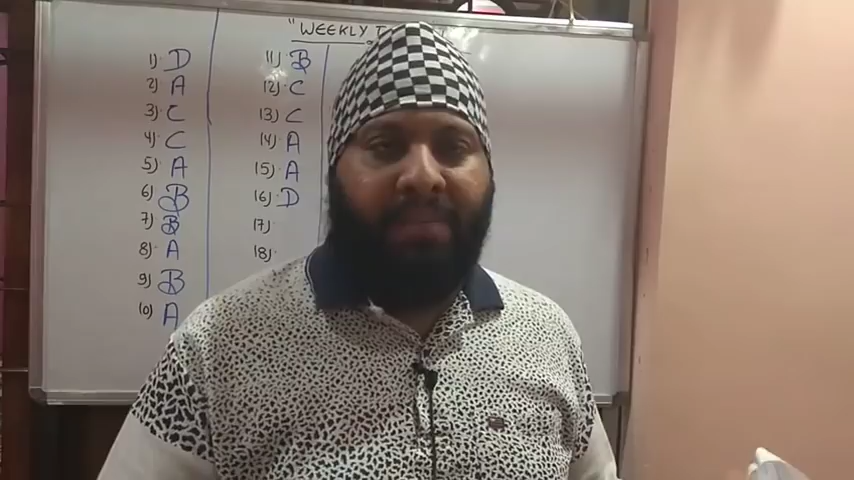 "WEEKLY T
1) D
2) A
3) C
4) C
5) A
6) B
7) B
8) A
9) B
10) A
11) B
12) C
13) C
14) A
15) A
16) D
17)
18)